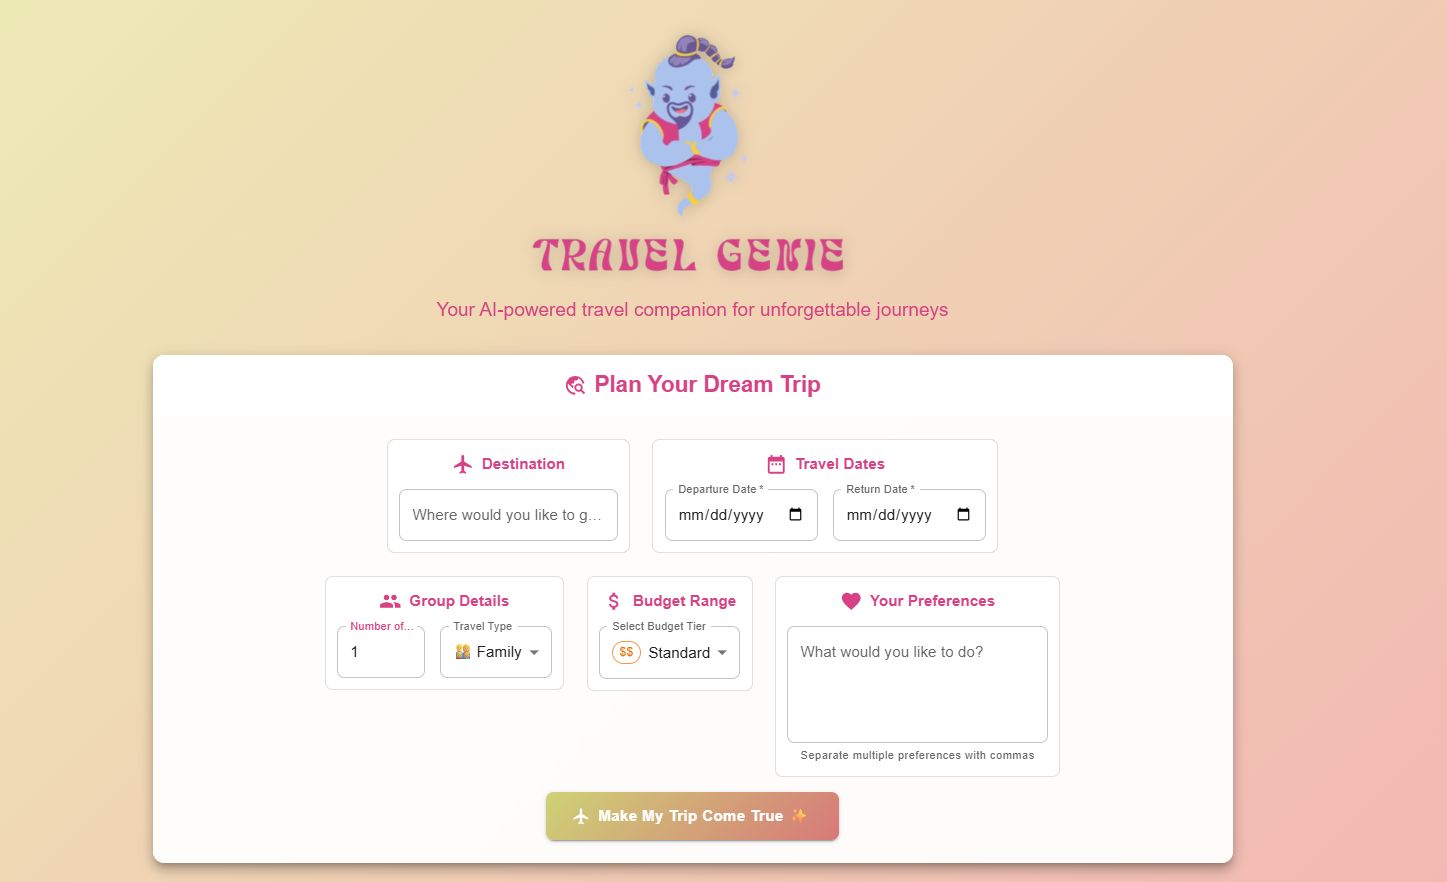 TRAVEL GENIE
Your AI-powered travel companion for unforgettable journeys
Plan Your Dream Trip
Destination
Where would you like to g...
Travel Dates
Departure Date *
mm/dd/yyyy
Return Date *
mm/dd/yyyy
Group Details
Number of...
1
Travel Type
Family
Budget Range
Select Budget Tier
$$ Standard
Your Preferences
What would you like to do?
Separate multiple preferences with commas
Make My Trip Come True ✨